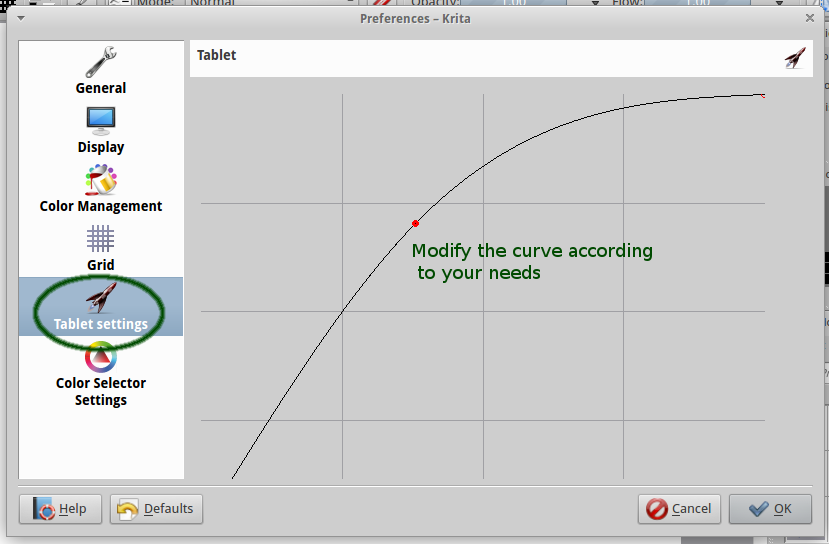 Mode: Normal Opacity: 1.00 Flow: 1.00
Preferences – Krita
Tablet
General
Display
Color Management
Grid
Tablet settings
Color Selector
Settings
Modify the curve according
to your needs
Help
Defaults
Cancel
OK